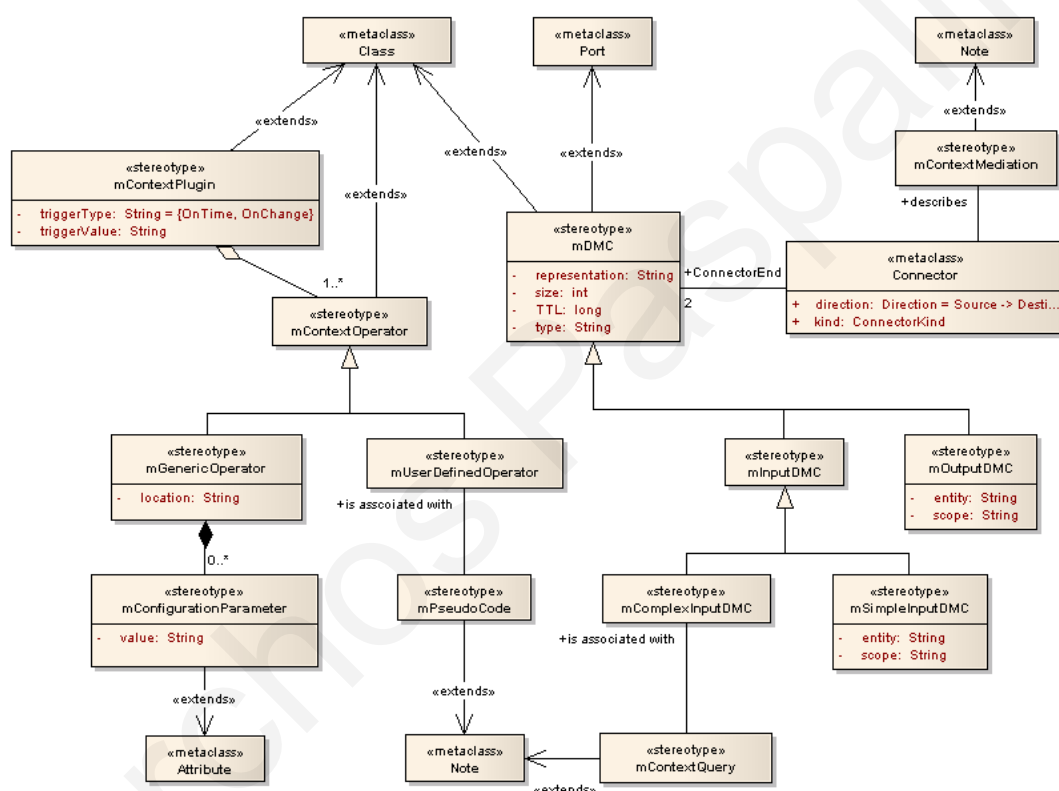 «metaclass»
Class
«metaclass»
Port
«metaclass»
Note
«extends»
«extends»
«extends»
«extends»
«extends»
«stereotype»
mContextPlugin
- triggerType: String = {OnTime, OnChange}
- triggerValue: String
«stereotype»
mContextMediation
+describes
«stereotype»
mDMC
- representation: String
- size: int
- TTL: long
- type: String
+ConnectorEnd
2
«metaclass»
Connector
+ direction: Direction = Source -> Desti...
+ kind: ConnectorKind
1..*
«stereotype»
mContextOperator
«stereotype»
mGenericOperator
- location: String
«stereotype»
mUserDefinedOperator
+is asscoiated with
«stereotype»
mInputDMC
«stereotype»
mOutputDMC
- entity: String
- scope: String
0..*
«stereotype»
mConfigurationParameter
- value: String
«stereotype»
mPseudoCode
«stereotype»
mComplexInputDMC
+is associated with
«stereotype»
mSimpleInputDMC
- entity: String
- scope: String
«extends»
«extends»
«metaclass»
Attribute
«metaclass»
Note
«stereotype»
mContextQuery
«extends»
rchos Paspalli